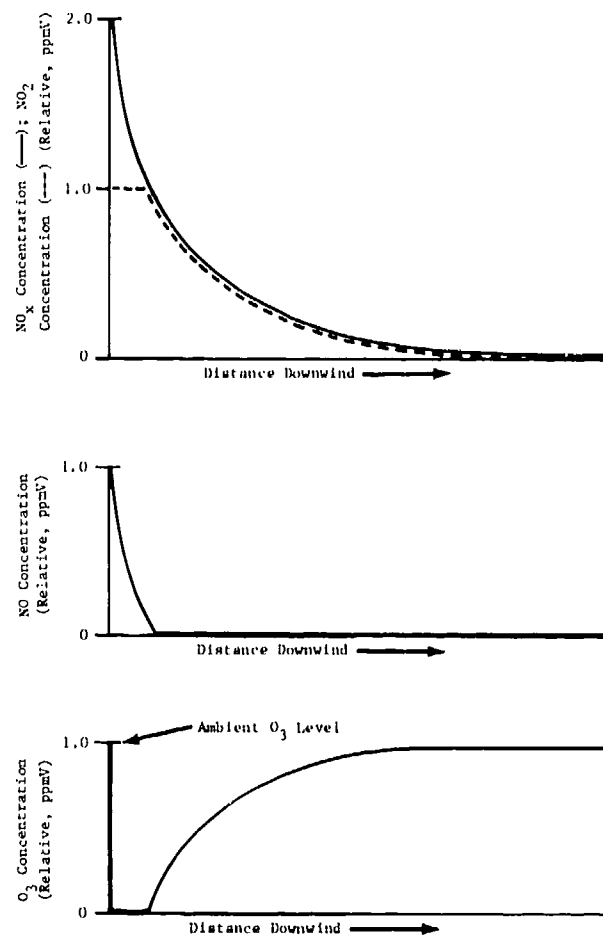 2.0
NOx Concentration (——); NO2
Concentration (---) (Relative, ppmV)
1.0
0
Distance Downwind
1.0
NO Concentration
(Relative, ppmV)
0
Distance Downwind
Ambient O3 Level
1.0
O3 Concentration
(Relative, ppmV)
0
Distance Downwind